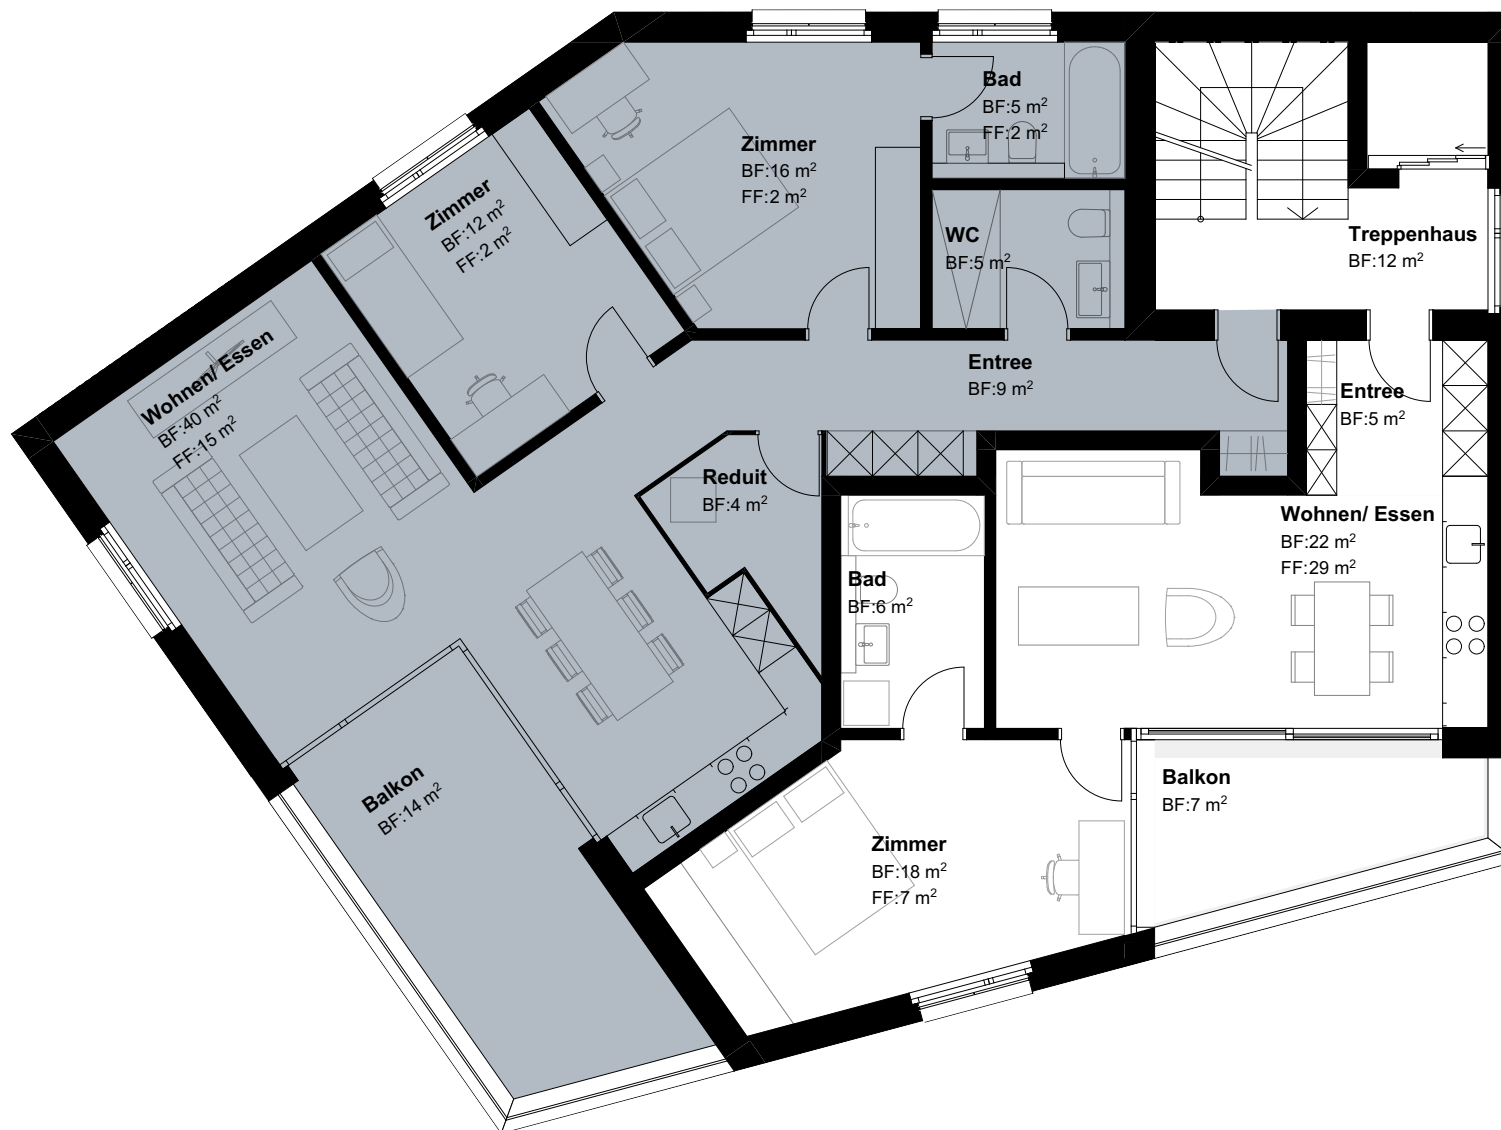 Bad
BF:5 m²
FF:2 m²
Zimmer
BF:16 m²
FF:2 m²
Zimmer
BF:12 m²
FF:2 m²
WC
BF:5 m²
Treppenhaus
BF:12 m²
Wohnen/ Essen
BF:40 m²
FF:15 m²
Entree
BF:9 m²
Entree
BF:5 m²
Reduit
BF:4 m²
Wohnen/ Essen
BF:22 m²
FF:29 m²
Bad
BF:6 m²
Balkon
BF:14 m²
Balkon
BF:7 m²
Zimmer
BF:18 m²
FF:7 m²